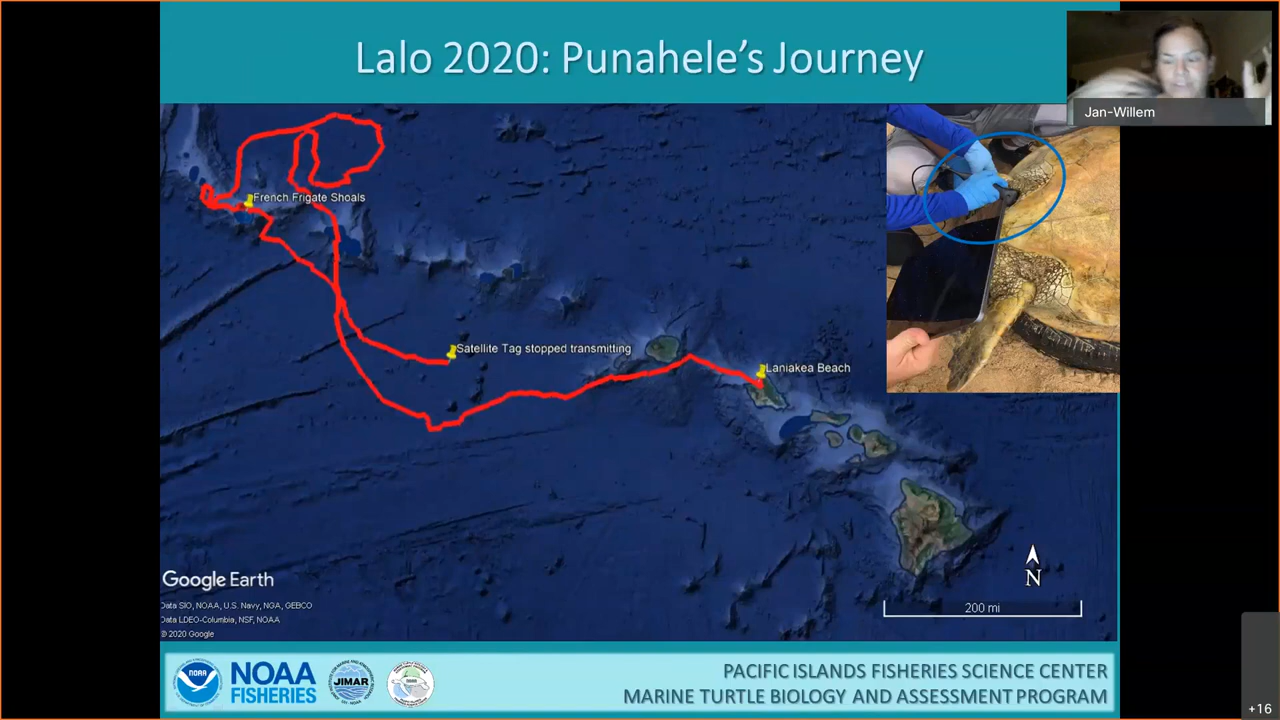 Lalo 2020: Punahele's Journey
Jan-Willem
French Frigate Shoals
Satellite Tag stopped transmitting
Laniakea Beach
Google Earth
Data SIO, NOAA, U.S. Navy, NGA, GEBCO
Data LDEO-Columbia, NSF, NOAA
© 2020 Google
N
200 mi
NOAA
NOAA
FISHERIES
JIMAR
PACIFIC ISLANDS FISHERIES SCIENCE CENTER
MARINE TURTLE BIOLOGY AND ASSESSMENT PROGRAM
+16